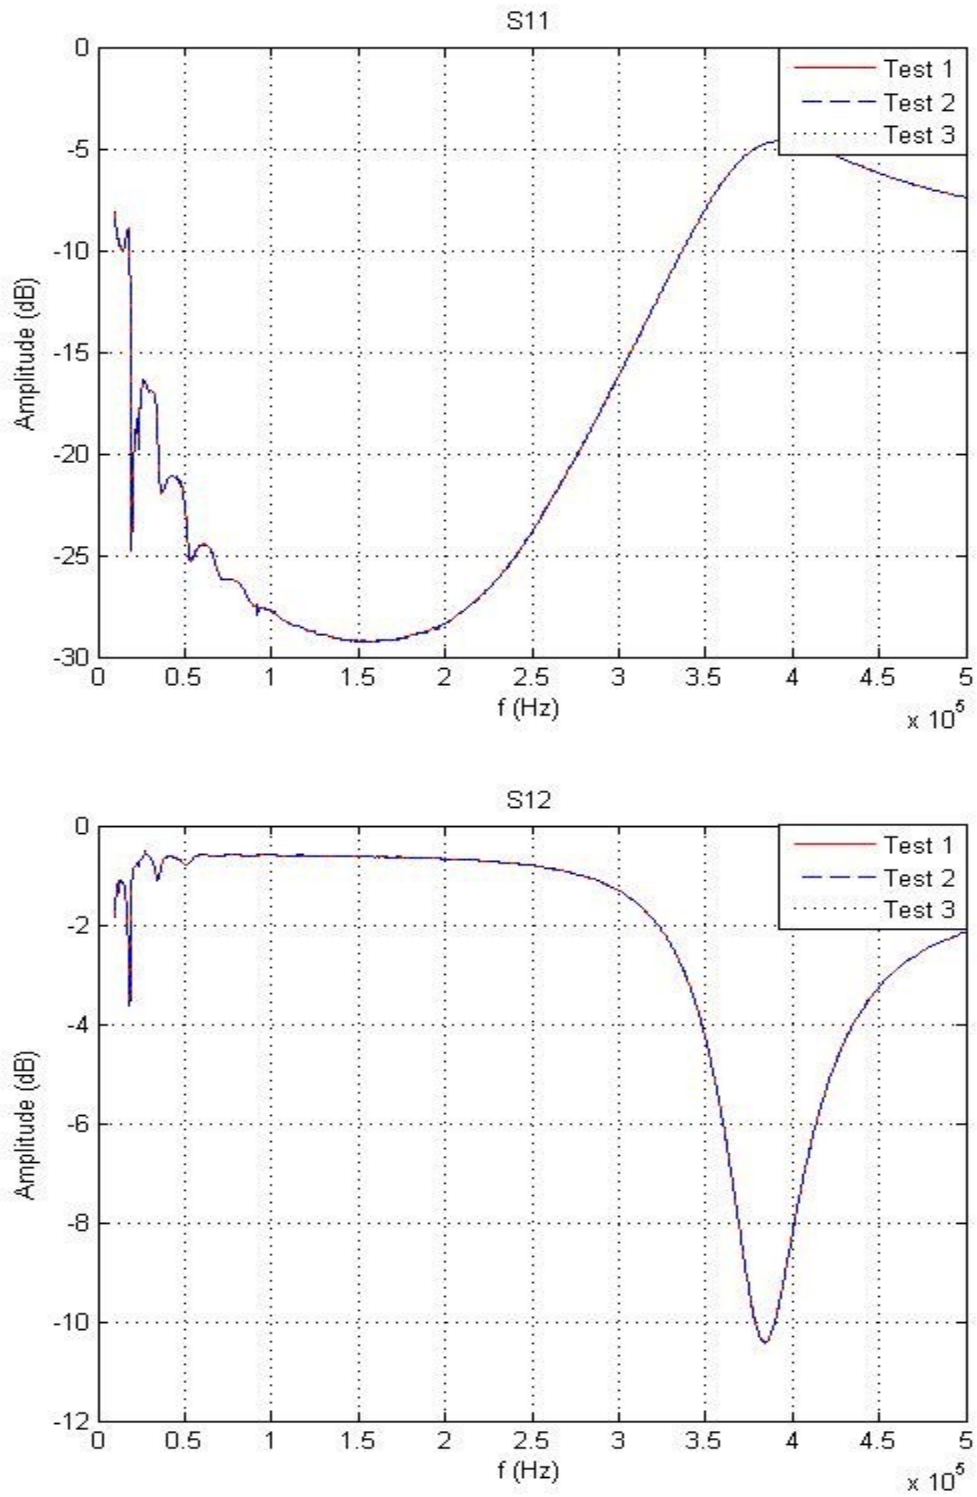 S11
0
-5
-10
-15
-20
-25
-30
Amplitude (dB)
Test 1
Test 2
Test 3
0 0.5 1 1.5 2 2.5 3 3.5 4 4.5 5
f (Hz)
x 10^5
S12
0
-2
-4
-6
-8
-10
-12
Amplitude (dB)
Test 1
Test 2
Test 3
0 0.5 1 1.5 2 2.5 3 3.5 4 4.5 5
f (Hz)
x 10^5